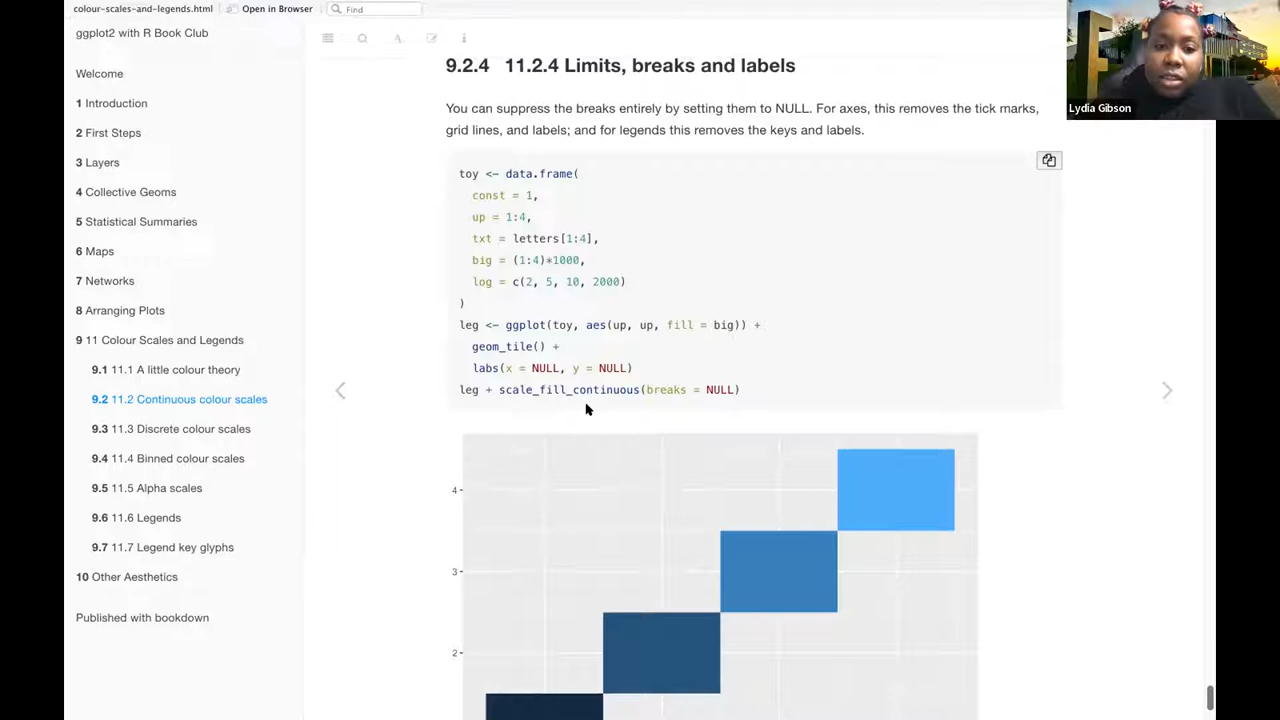 colour-scales-and-legends.html
Open in Browser
Find
ggplot2 with R Book Club
Welcome
1 Introduction
2 First Steps
3 Layers
4 Collective Geoms
5 Statistical Summaries
6 Maps
7 Networks
8 Arranging Plots
9 11 Colour Scales and Legends
9.1 11.1 A little colour theory
9.2 11.2 Continuous colour scales
9.3 11.3 Discrete colour scales
9.4 11.4 Binned colour scales
9.5 11.5 Alpha scales
9.6 11.6 Legends
9.7 11.7 Legend key glyphs
10 Other Aesthetics
Published with bookdown
A
i
9.2.4 11.2.4 Limits, breaks and labels
You can suppress the breaks entirely by setting them to NULL. For axes, this removes the tick marks,
grid lines, and labels; and for legends this removes the keys and labels.
toy <- data.frame(
const = 1,
up = 1:4,
txt = letters[1:4],
big = (1:4)*1000,
log = c(2, 5, 10, 2000)
)
leg <- ggplot(toy, aes(up, up, fill = big)) +
geom_tile() +
labs(x = NULL, y = NULL)
leg + scale_fill_continuous(breaks = NULL)
4
3
2
Lydia Gibson